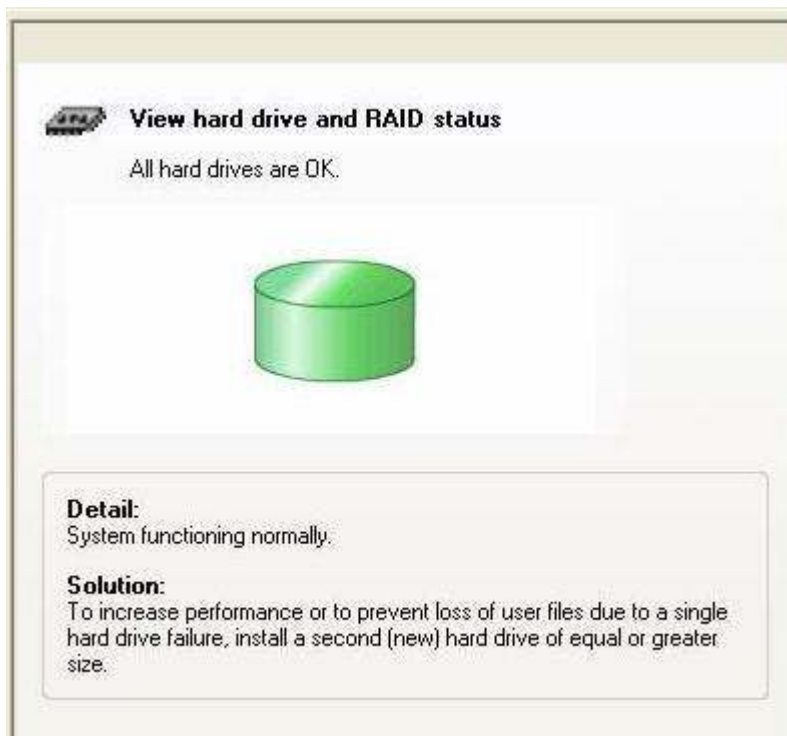 View hard drive and RAID status
All hard drives are OK.
Detail:
System functioning normally.
Solution:
To increase performance or to prevent loss of user files due to a single
hard drive failure, install a second (new) hard drive of equal or greater
size.